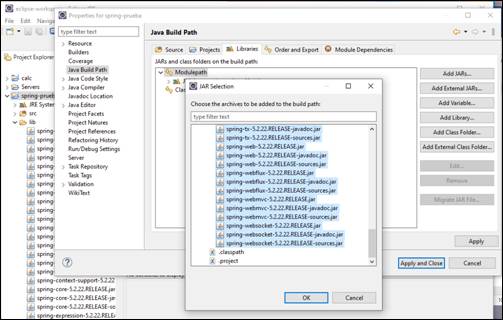 eclipse-workspace
Properties for spring-prueba
File Edit
Project Explorer
calc
Servers
spring-prueba
JRE System
src
lib
spring-context-support-5.2.22
spring-core-5.2.22.RELEASE.jar
spring-core-5.2.22.RELEASE-
spring-core-5.2.22.RELEASE-
spring-expression-5.2.22.RELE
type filter text
Resource
Builders
Coverage
Java Build Path
Java Code Style
Java Compiler
Javadoc Location
Java Editor
Project Facets
Project Natures
Project References
Refactoring History
Run/Debug Settings
Server
Task Repository
Task Tags
Validation
WikiText
Java Build Path
Source Projects Libraries Order and Export Module Dependencies
JARs and class folders on the build path:
Modulepath
Add JARs...
Add External JARs...
Add Variable...
Add Library...
Add Class Folder...
Add External Class Folder...
Edit...
Remove
Migrate JAR File...
Apply
Apply and Close Cancel
JAR Selection
Choose the archives to be added to the build path:
type filter text
spring-tx-5.2.22.RELEASE-javadoc.jar
spring-tx-5.2.22.RELEASE-sources.jar
spring-web-5.2.22.RELEASE.jar
spring-web-5.2.22.RELEASE-javadoc.jar
spring-web-5.2.22.RELEASE-sources.jar
spring-webflux-5.2.22.RELEASE.jar
spring-webflux-5.2.22.RELEASE-javadoc.jar
spring-webflux-5.2.22.RELEASE-sources.jar
spring-webmvc-5.2.22.RELEASE.jar
spring-webmvc-5.2.22.RELEASE-javadoc.jar
spring-webmvc-5.2.22.RELEASE-sources.jar
spring-websocket-5.2.22.RELEASE.jar
spring-websocket-5.2.22.RELEASE-javadoc.jar
spring-websocket-5.2.22.RELEASE-sources.jar
.classpath
.project
OK Cancel